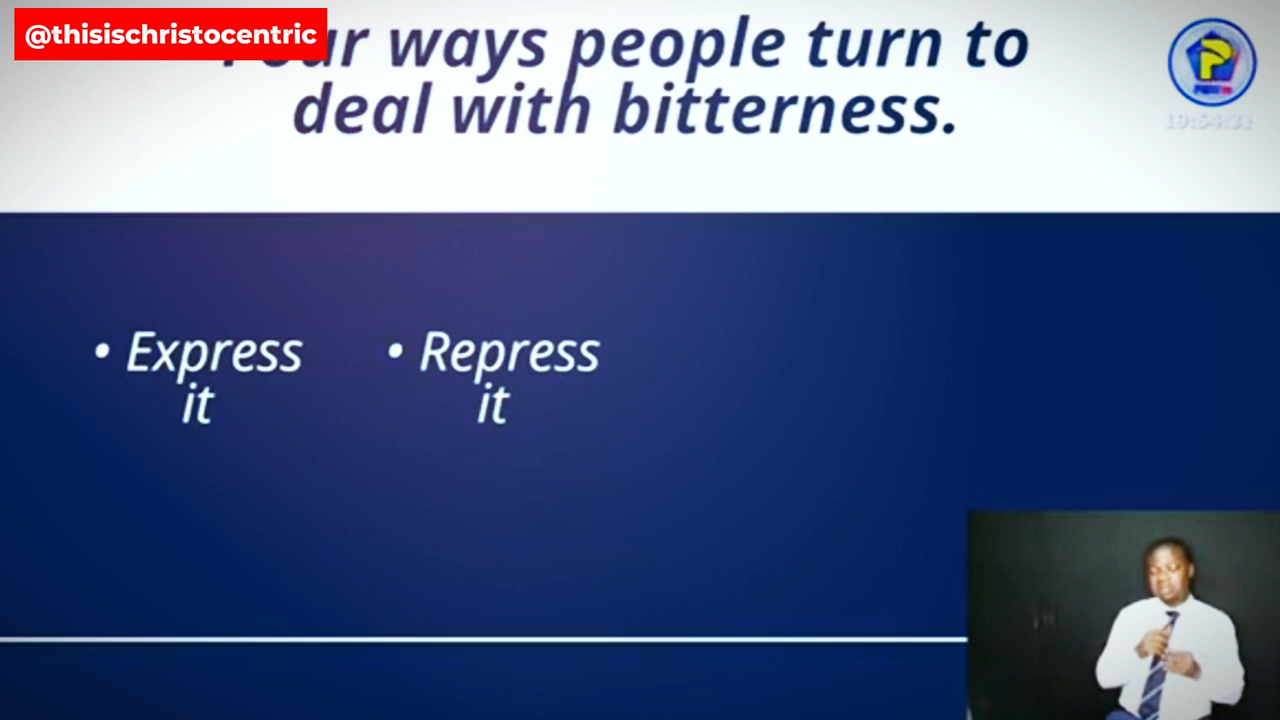 @thisischristocentric
ways people turn to
deal with bitterness.
• Express
it
• Repress
it